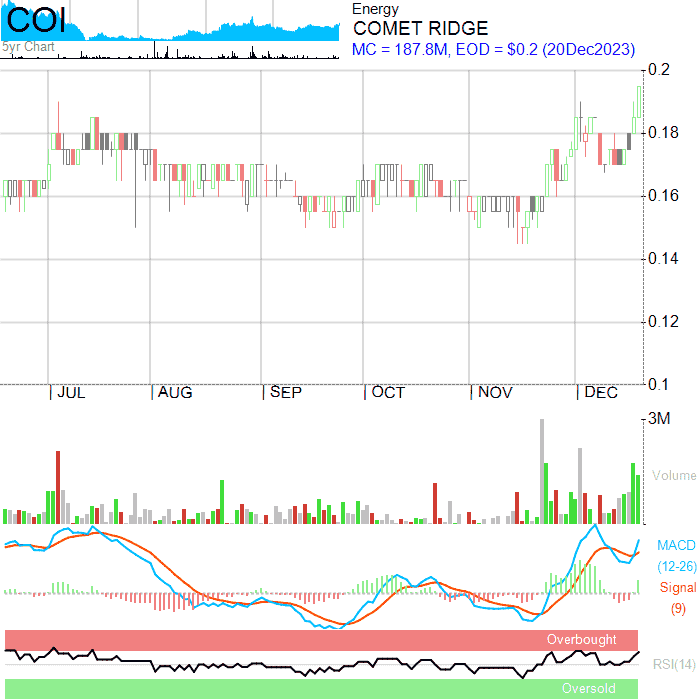 COI
5yr Chart
Energy
COMET RIDGE
MC = 187.8M, EOD = $0.2 (20Dec2023)
0.2
0.18
0.16
0.14
0.12
0.1
JUL AUG SEP OCT NOV DEC
3M
Volume
MACD
(12-26)
Signal
(9)
Overbought
RSI(14)
Oversold